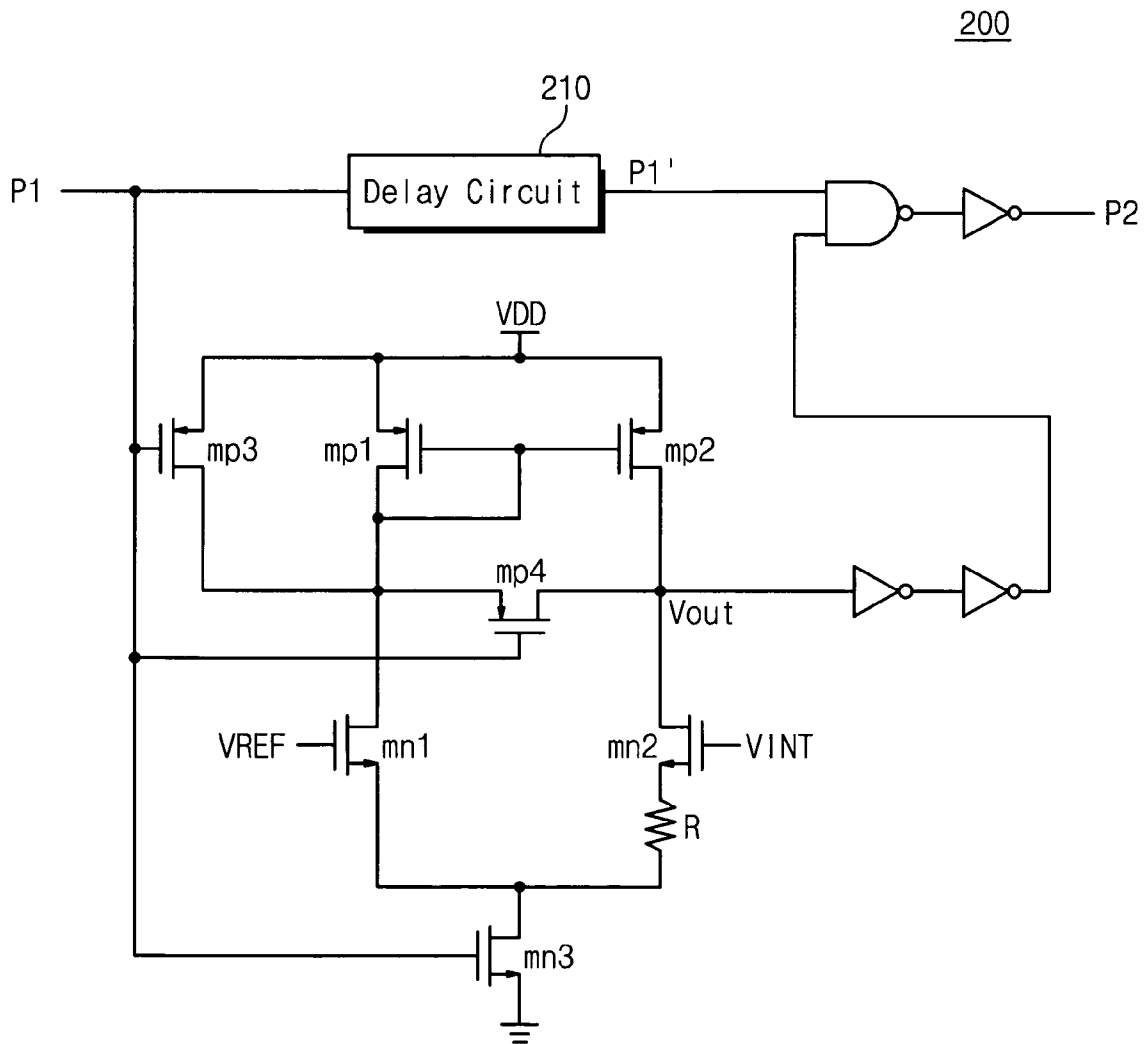 200
210
P1
Delay Circuit
P1'
P2
VDD
mp3
mp1
mp2
mp4
Vout
VREF
mn1
mn2
VINT
R
mn3